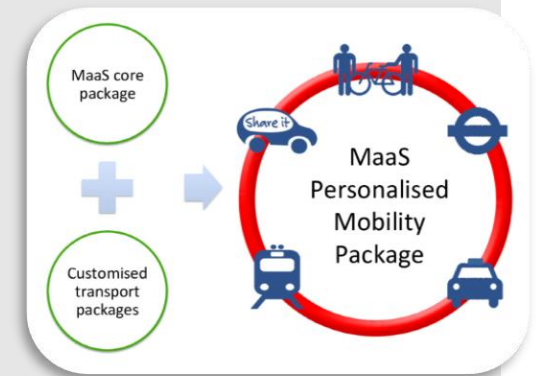 MaaS core
package
Customised
transport
packages
Share it
MaaS
Personalised
Mobility
Package